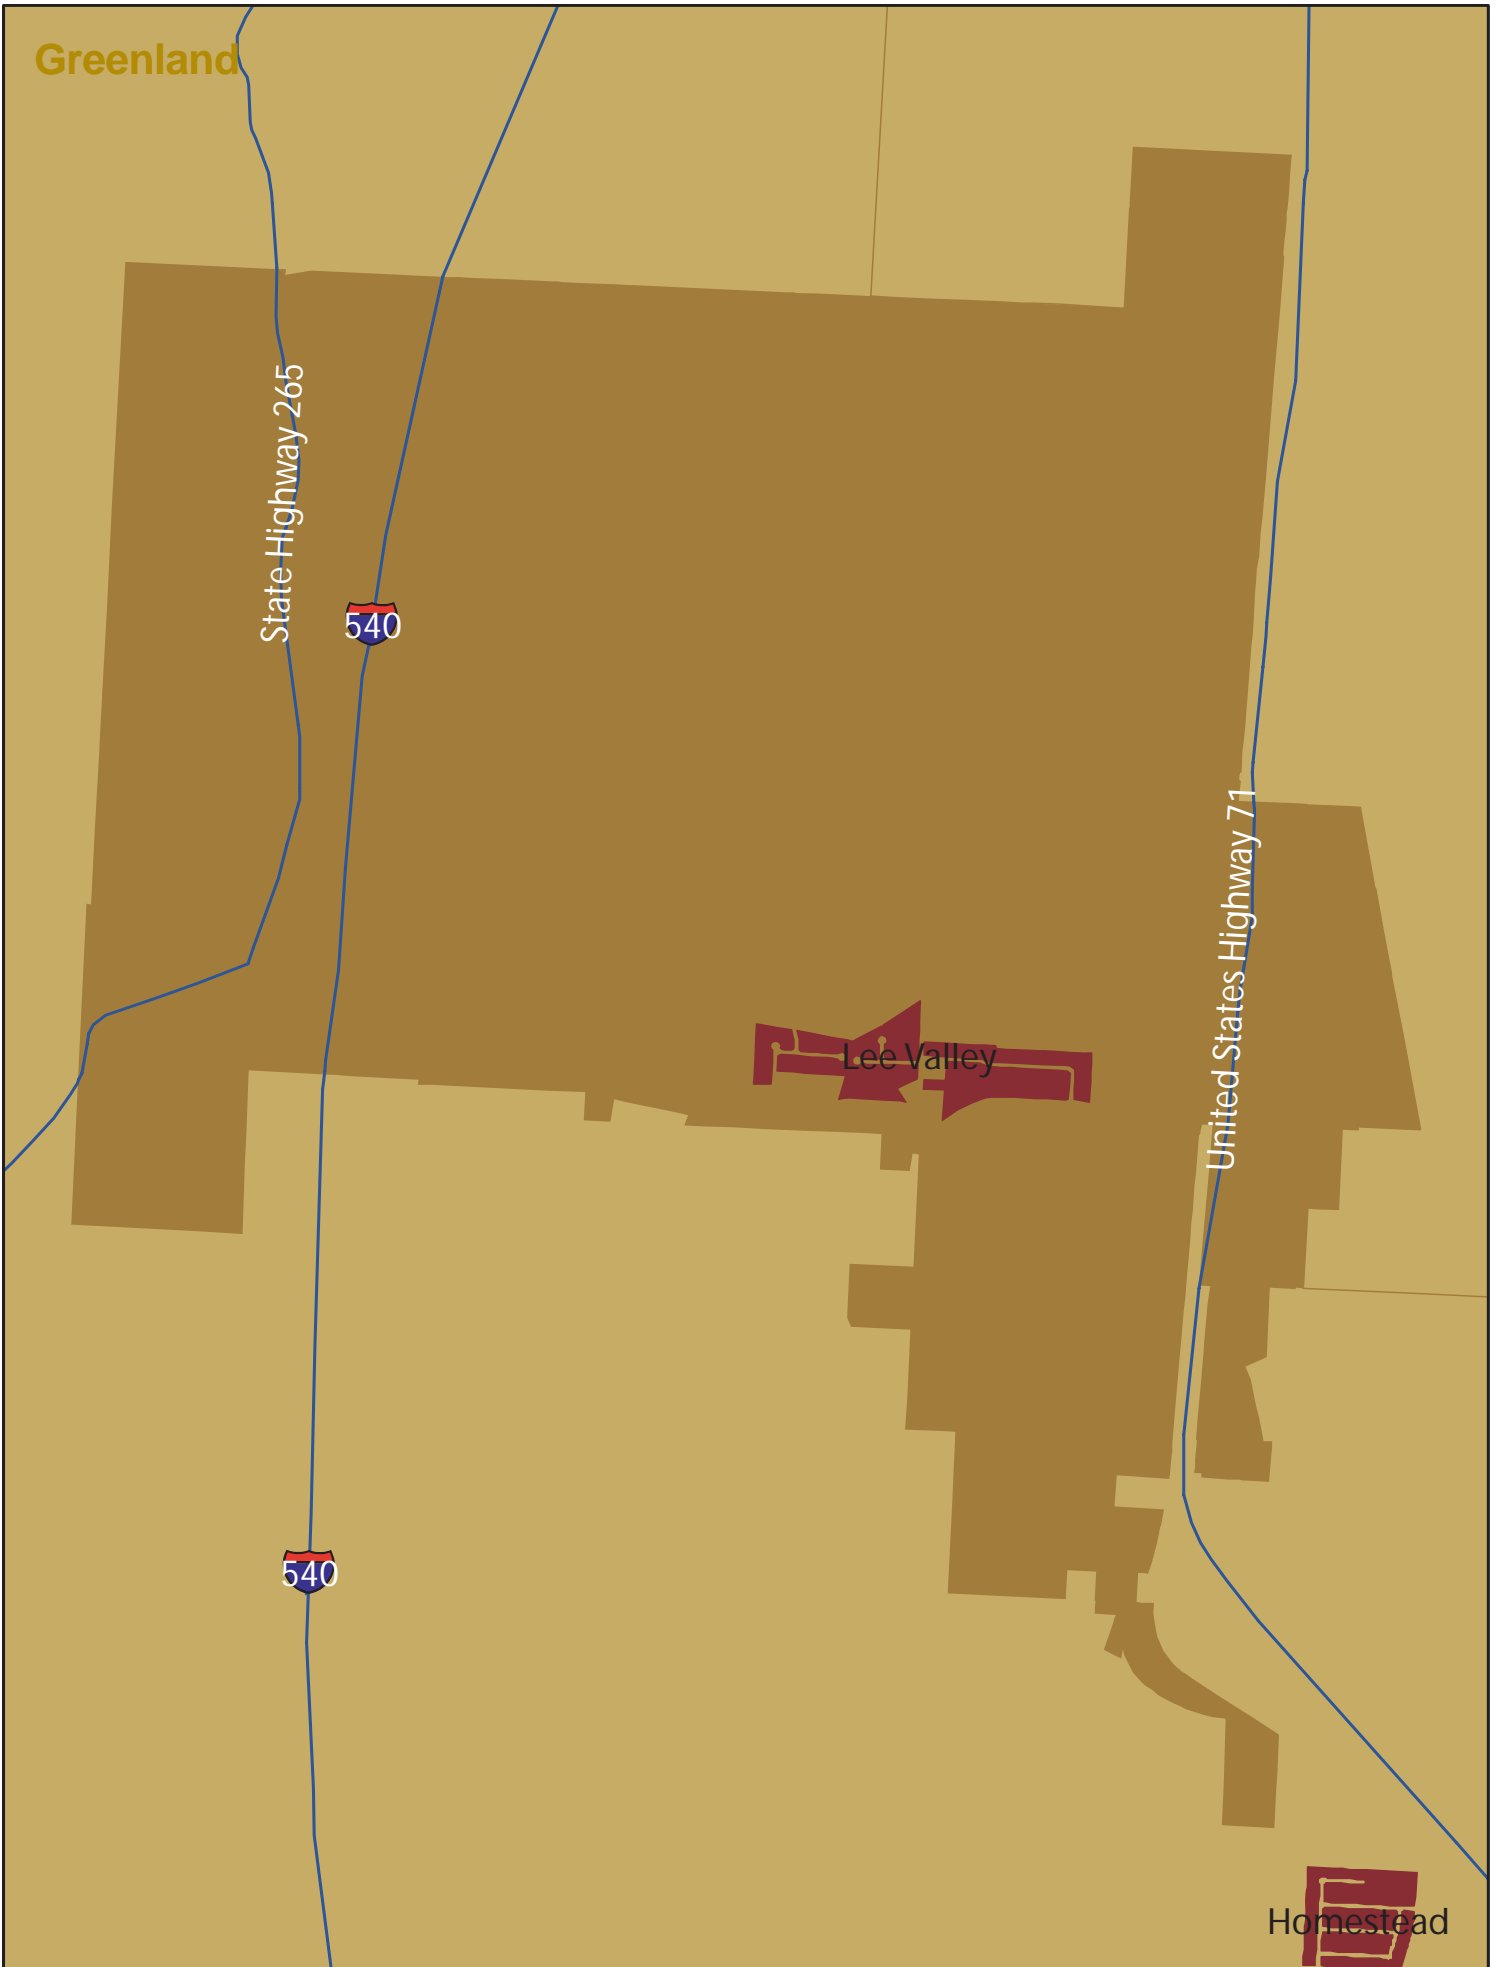 Greenland
State Highway 265
540
United States Highway 71
Lee Valley
540
Homestead